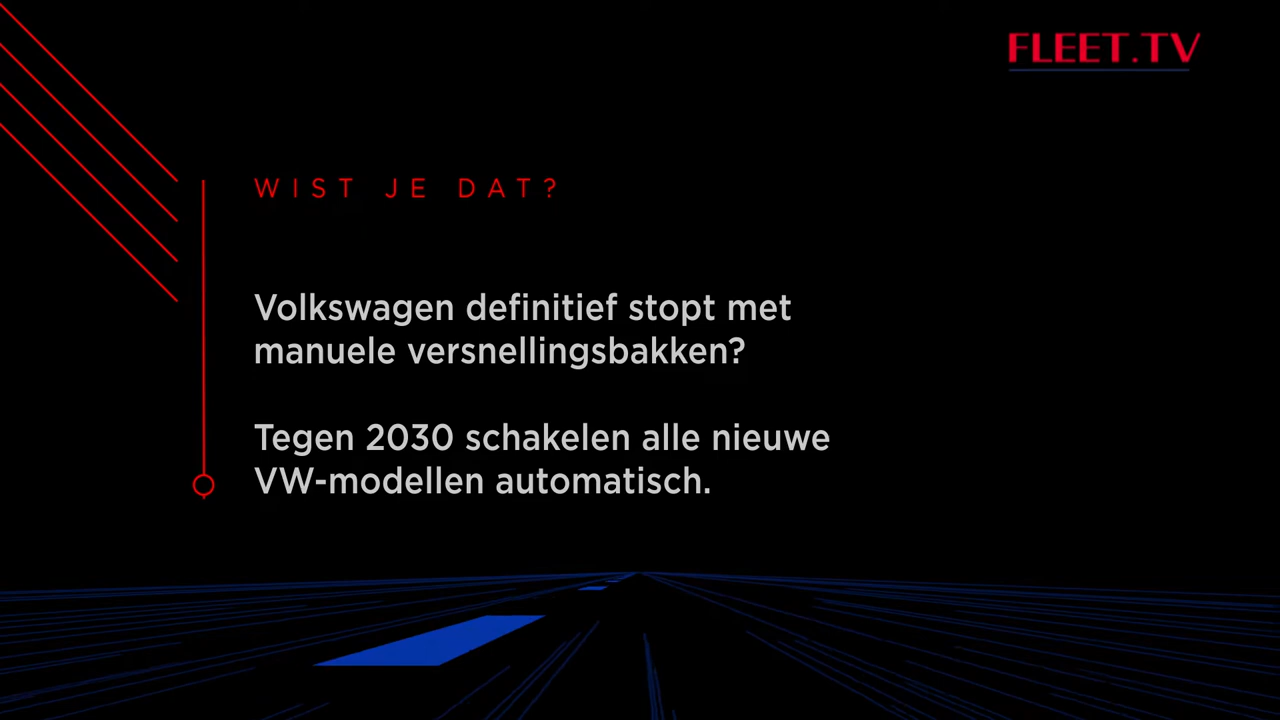 FLEET.TV
WIST JE DAT?
Volkswagen definitief stopt met
manuele versnellingsbakken?
Tegen 2030 schakelen alle nieuwe
VW-modellen automatisch.